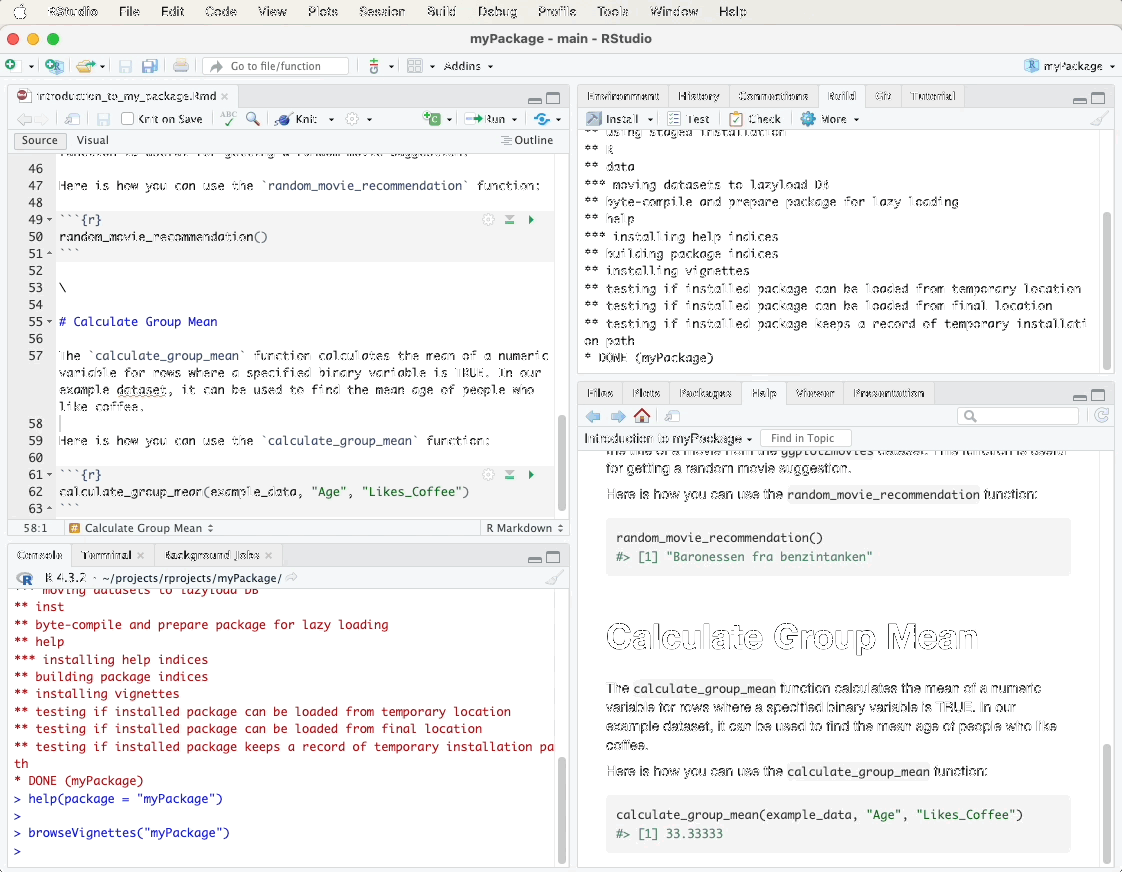 RStudio File Edit Code View Plots Session Build Debug Profile Tools Window Help
myPackage - main - RStudio
Go to file/function Addins myPackage
introduction_to_my_package.Rmd
Knit on Save ABC Knit Run
Source Visual Outline
46
47 Here is how you can use the `random_movie_recommendation` function:
48
49 ```{r}
50 random_movie_recommendation()
51 ```
52
53 \
54
55 # Calculate Group Mean
56
57 The `calculate_group_mean` function calculates the mean of a numeric
variable for rows where a specified binary variable is TRUE. In our
example dataset, it can be used to find the mean age of people who
like coffee.
58
59 Here is how you can use the `calculate_group_mean` function:
60
61 ```{r}
62 calculate_group_mean(example_data, "Age", "Likes_Coffee")
63 ```
58:1 # Calculate Group Mean R Markdown
Console Terminal Background Jobs
R 4.3.2 · ~/projects/rprojects/myPackage/
*** moving datasets to lazyload DB
** inst
** byte-compile and prepare package for lazy loading
** help
*** installing help indices
** building package indices
** installing vignettes
** testing if installed package can be loaded from temporary location
** testing if installed package can be loaded from final location
** testing if installed package keeps a record of temporary installation pa
th
* DONE (myPackage)
> help(package = "myPackage")
>
> browseVignettes("myPackage")
>
Environment History Connections Build Git Tutorial
Install Test Check More
** using staged installation
** R
** data
*** moving datasets to lazyload DB
** byte-compile and prepare package for lazy loading
** help
*** installing help indices
** building package indices
** installing vignettes
** testing if installed package can be loaded from temporary location
** testing if installed package can be loaded from final location
** testing if installed package keeps a record of temporary installati
on path
* DONE (myPackage)
Files Plots Packages Help Viewer Presentation
Introduction to myPackage Find in Topic
the title of a movie from the ggplot2movies dataset. This function is useful
for getting a random movie suggestion.
Here is how you can use the random_movie_recommendation function:
random_movie_recommendation()
#> [1] "Baronessen fra benzintanken"
Calculate Group Mean
The calculate_group_mean function calculates the mean of a numeric
variable for rows where a specified binary variable is TRUE. In our
example dataset, it can be used to find the mean age of people who like
coffee.
Here is how you can use the calculate_group_mean function:
calculate_group_mean(example_data, "Age", "Likes_Coffee")
#> [1] 33.33333